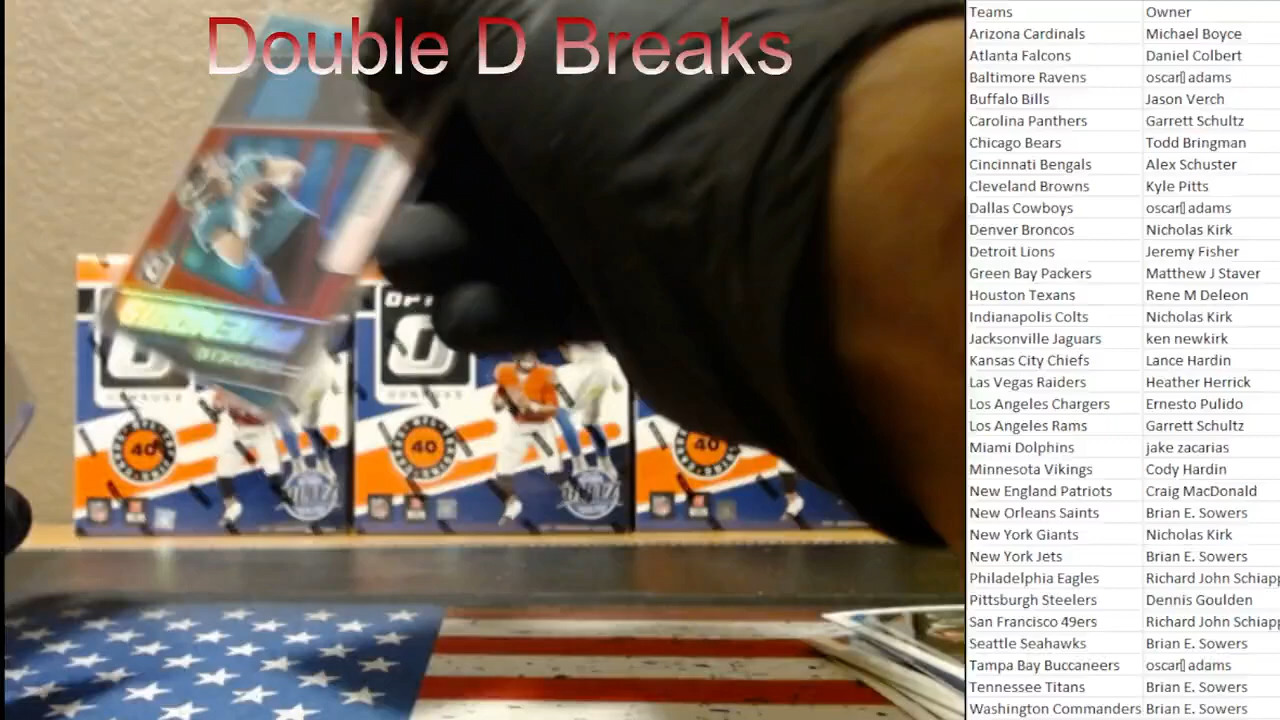 Double D Breaks
Teams Owner
Arizona Cardinals Michael Boyce
Atlanta Falcons Daniel Colbert
Baltimore Ravens oscar▯ adams
Buffalo Bills Jason Verch
Carolina Panthers Garrett Schultz
Chicago Bears Todd Bringman
Cincinnati Bengals Alex Schuster
Cleveland Browns Kyle Pitts
Dallas Cowboys oscar▯ adams
Denver Broncos Nicholas Kirk
Detroit Lions Jeremy Fisher
Green Bay Packers Matthew J Staver
Houston Texans Rene M Deleon
Indianapolis Colts Nicholas Kirk
Jacksonville Jaguars ken newkirk
Kansas City Chiefs Lance Hardin
Las Vegas Raiders Heather Herrick
Los Angeles Chargers Ernesto Pulido
Los Angeles Rams Garrett Schultz
Miami Dolphins jake zacarias
Minnesota Vikings Cody Hardin
New England Patriots Craig MacDonald
New Orleans Saints Brian E. Sowers
New York Giants Nicholas Kirk
New York Jets Brian E. Sowers
Philadelphia Eagles Richard John Schiapp
Pittsburgh Steelers Dennis Goulden
San Francisco 49ers Richard John Schiapp
Seattle Seahawks Brian E. Sowers
Tampa Bay Buccaneers oscar▯ adams
Tennessee Titans Brian E. Sowers
Washington Commanders Brian E. Sowers
40
40
40